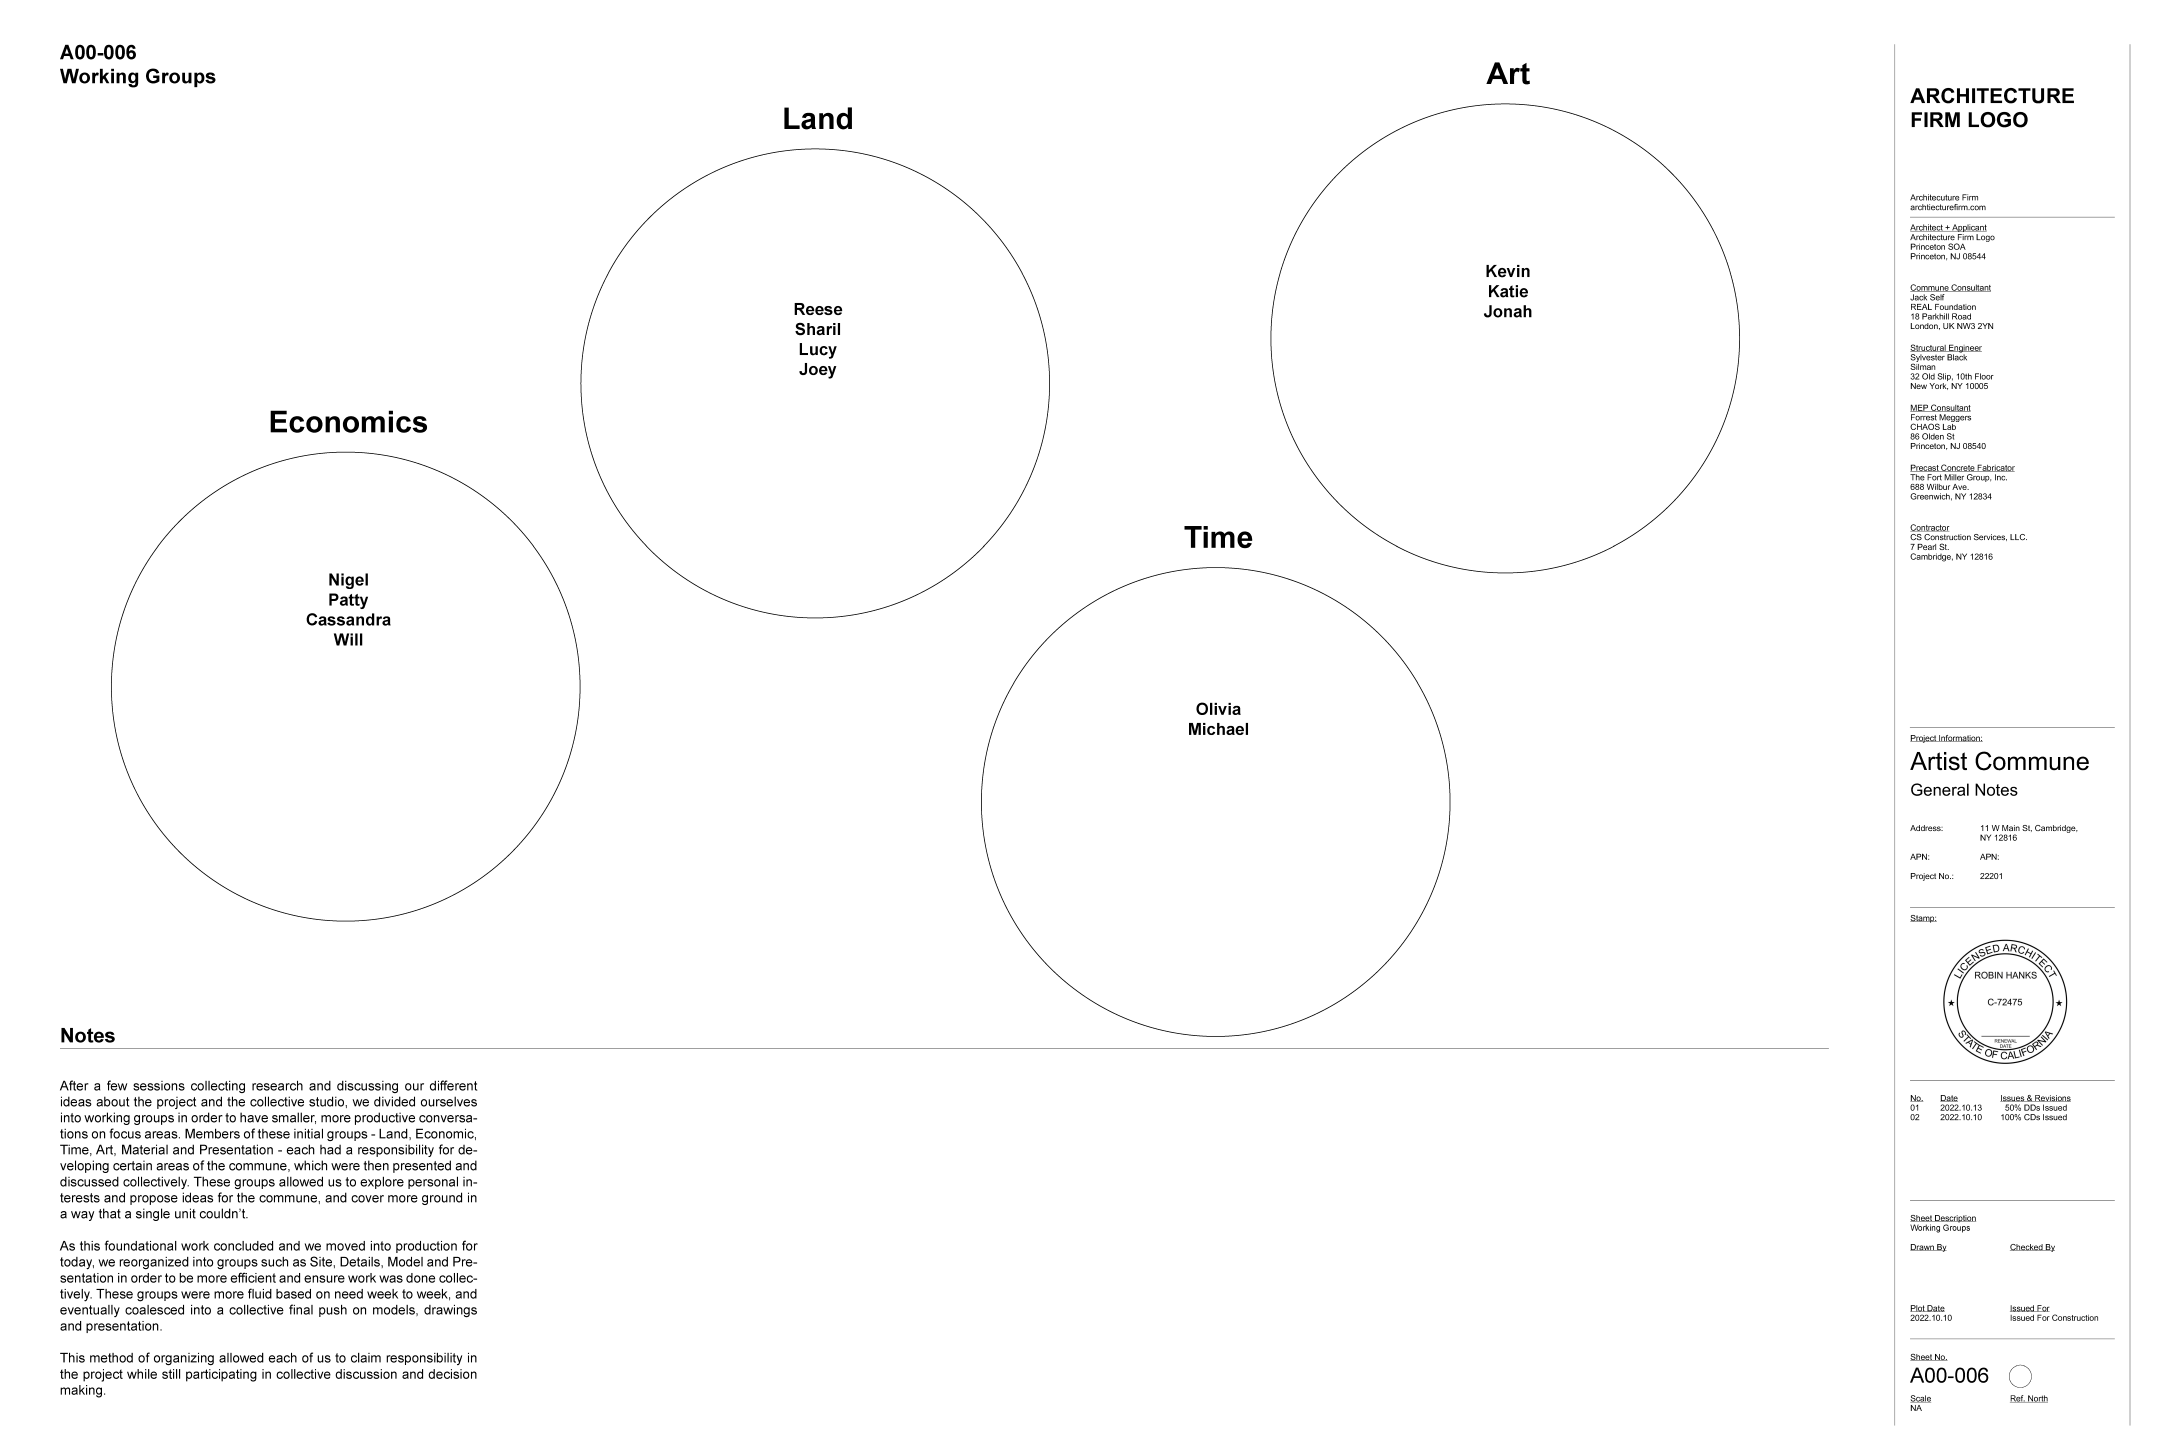 A00-006
Working Groups
Art
Land
Kevin
Katie
Jonah
Reese
Sharil
Lucy
Joey
Economics
Time
Nigel
Patty
Cassandra
Will
Olivia
Michael
Notes
After a few sessions collecting research and discussing our different
ideas about the project and the collective studio, we divided ourselves
into working groups in order to have smaller, more productive conversa-
tions on focus areas. Members of these initial groups - Land, Economic,
Time, Art, Material and Presentation - each had a responsibility for de-
veloping certain areas of the commune, which were then presented and
discussed collectively. These groups allowed us to explore personal in-
terests and propose ideas for the commune, and cover more ground in
a way that a single unit couldn't.
As this foundational work concluded and we moved into production for
today, we reorganized into groups such as Site, Details, Model and Pre-
sentation in order to be more efficient and ensure work was done collec-
tively. These groups were more fluid based on need week to week, and
eventually coalesced into a collective final push on models, drawings
and presentation.
This method of organizing allowed each of us to claim responsibility in
the project while still participating in collective discussion and decision
making.
ARCHITECTURE
FIRM LOGO
Architecuture Firm
archtiecturefirm.com
Architect + Applicant
Architecture Firm Logo
Princeton SOA
Princeton, NJ 08544
Commune Consultant
Jack Self
REAL Foundation
18 Parkhill Road
London, UK NW3 2YN
Structural Engineer
Sylvester Black
Silman
32 Old Slip, 10th Floor
New York, NY 10005
MEP Consultant
Forrest Meggers
CHAOS Lab
86 Olden St
Princeton, NJ 08540
Precast Concrete Fabricator
The Fort Miller Group, Inc.
688 Wilbur Ave.
Greenwich, NY 12834
Contractor
CS Construction Services, LLC.
7 Pearl St.
Cambridge, NY 12816
Project Information:
Artist Commune
General Notes
Address: 11 W Main St, Cambridge,
NY 12816
APN: APN:
Project No.: 22201
Stamp:
LICENSED ARCHITECT
ROBIN HANKS
C-72475
RENEWAL
DATE
STATE OF CALIFORNIA
No. Date Issues & Revisions
01 2022.10.13 50% DDs Issued
02 2022.10.10 100% CDs Issued
Sheet Description
Working Groups
Drawn By Checked By
Plot Date Issued For
2022.10.10 Issued For Construction
Sheet No.
A00-006
Scale Ref. North
NA